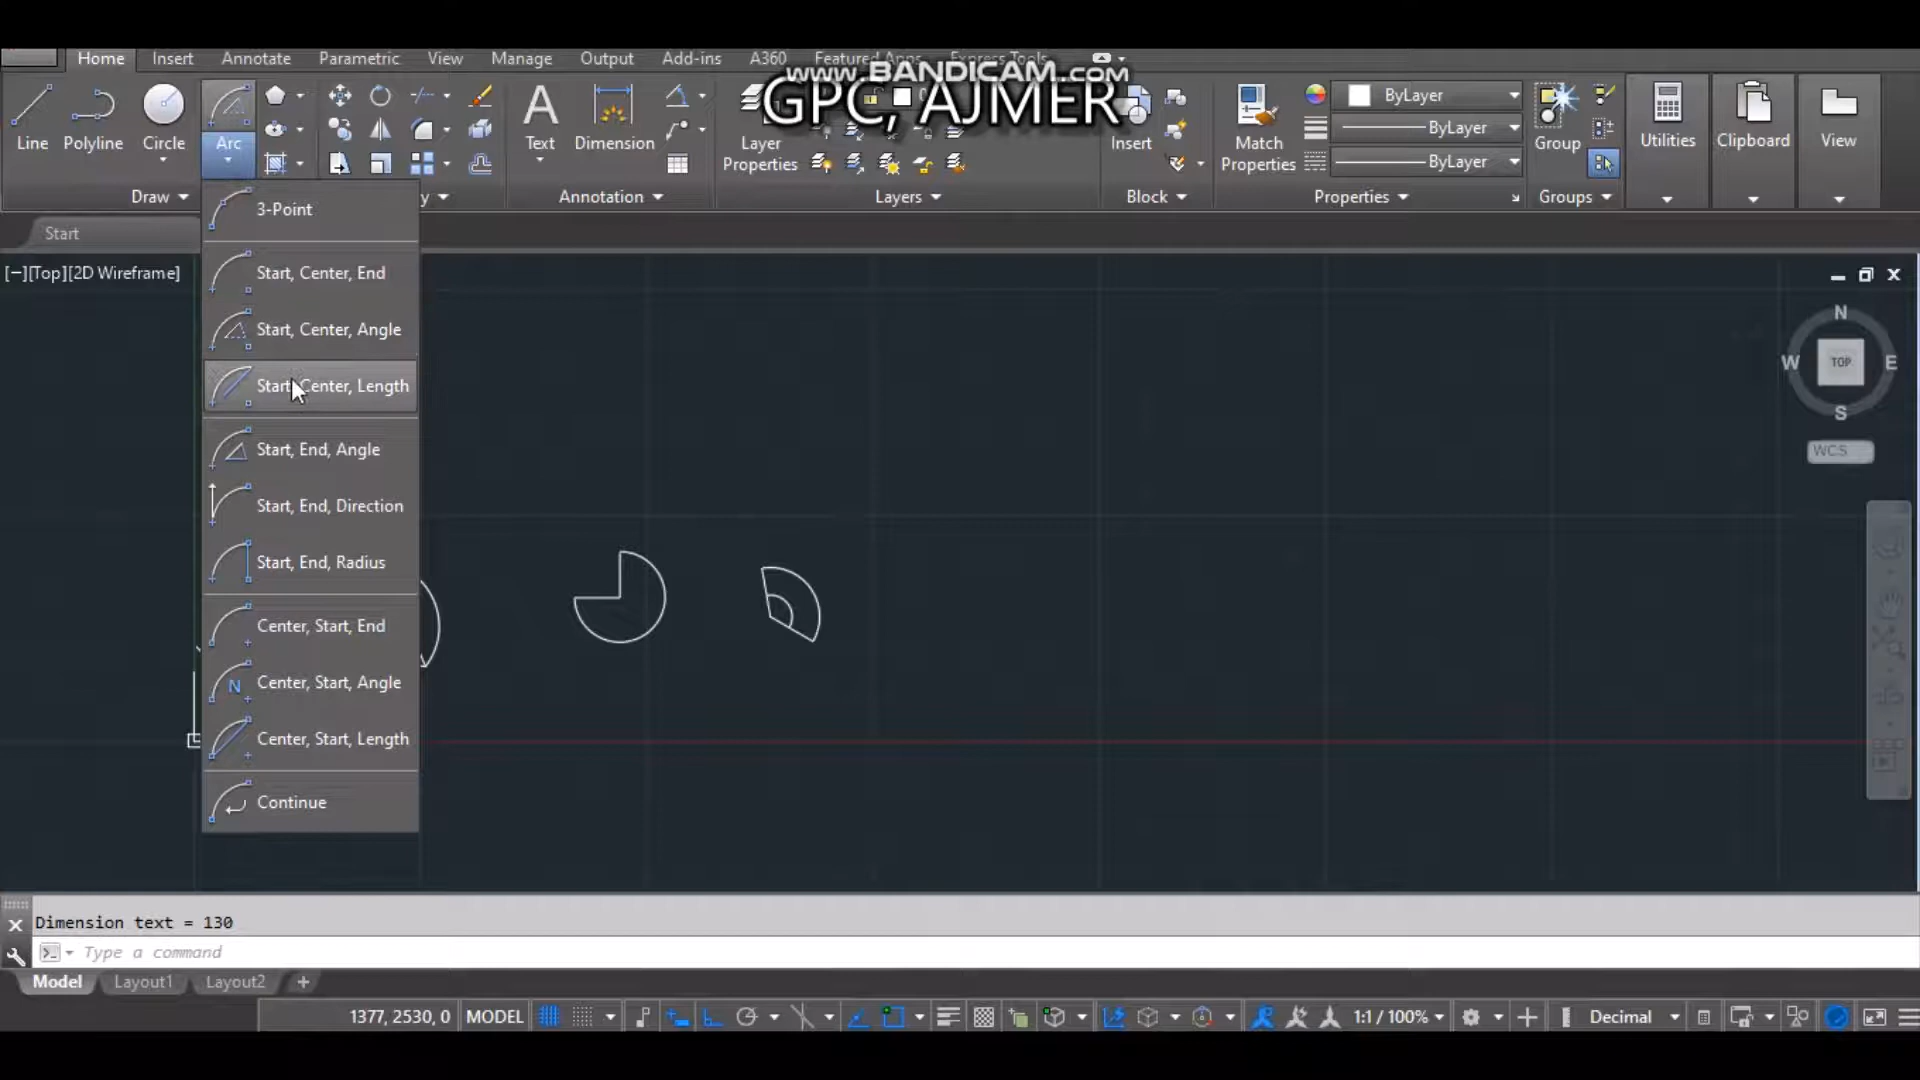 Home Insert Annotate Parametric View Manage Output Add-ins A360 Featured Apps Express Tools
www.BANDICAM.com
GPC, AJMER
Line Polyline Circle Arc Text Dimension Layer Properties Insert Match Properties ByLayer ByLayer ByLayer Group Utilities Clipboard View
Draw Annotation Layers Block Properties Groups
Start
[−][Top][2D Wireframe]
3-Point
Start, Center, End
Start, Center, Angle
Start, Center, Length
Start, End, Angle
Start, End, Direction
Start, End, Radius
Center, Start, End
Center, Start, Angle
Center, Start, Length
Continue
N
W TOP E
S
WCS
Dimension text = 130
Type a command
Model Layout1 Layout2 +
1377, 2530, 0 MODEL 1:1 / 100% Decimal